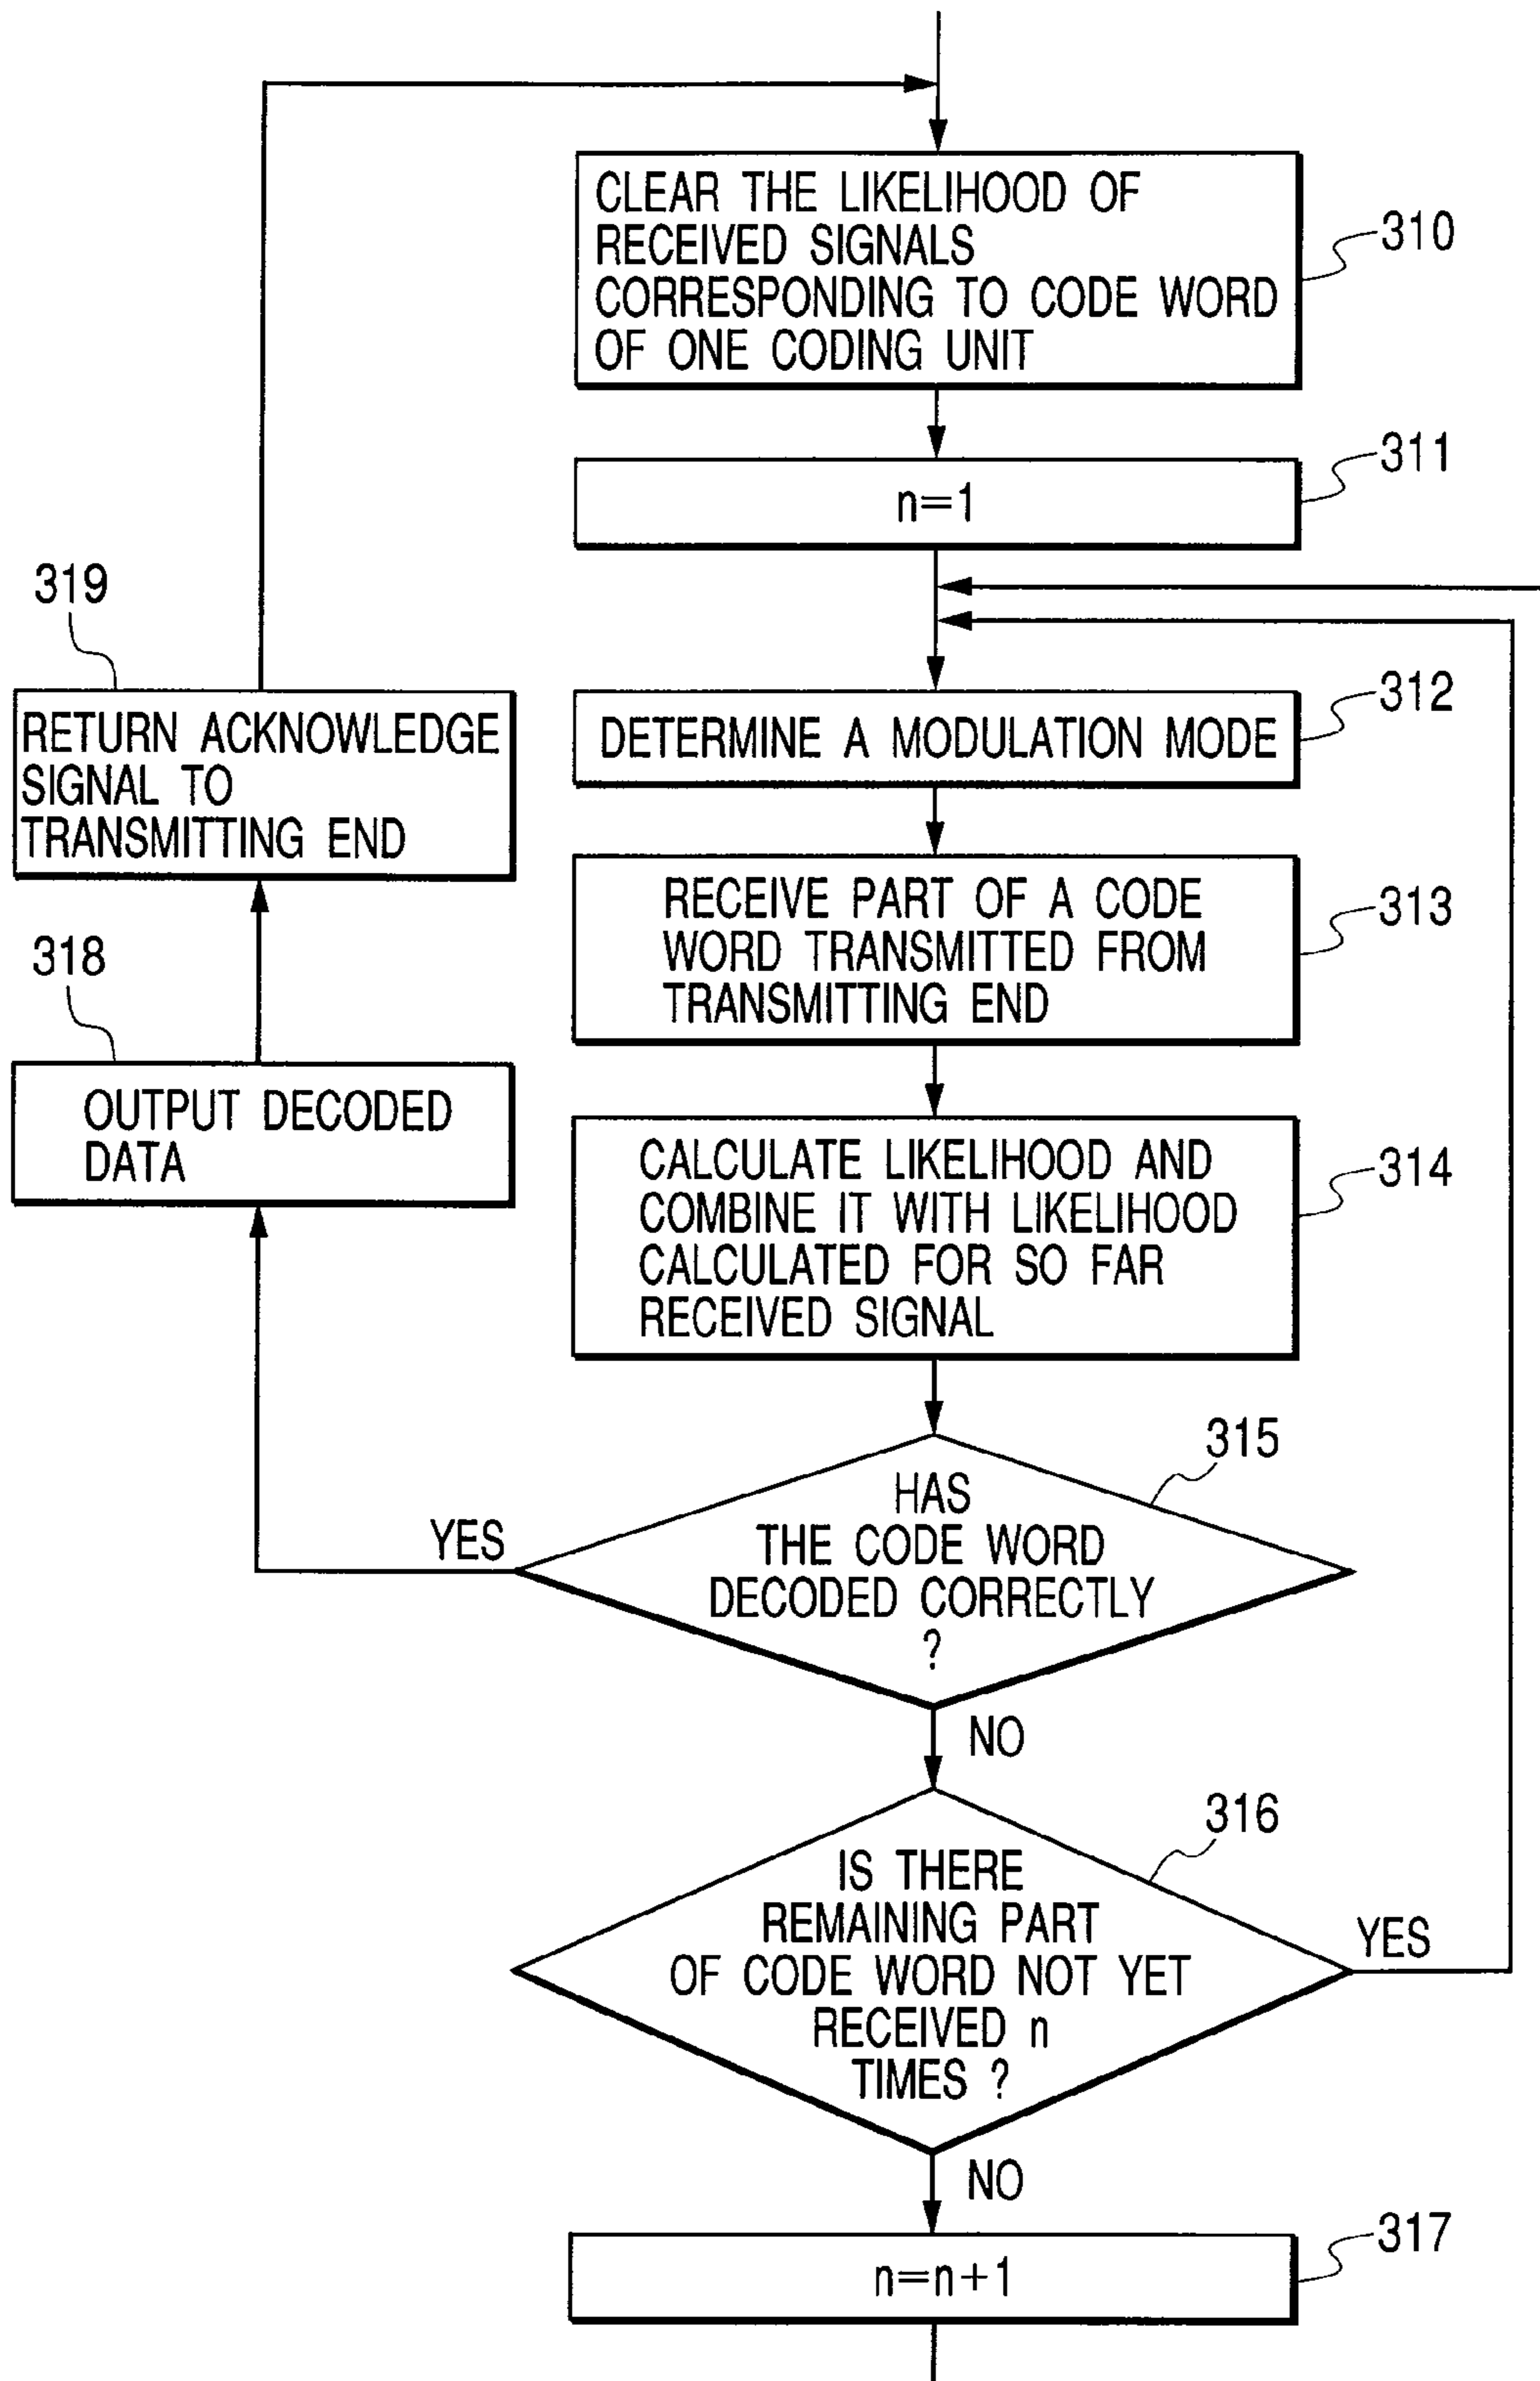 CLEAR THE LIKELIHOOD OF
RECEIVED SIGNALS
CORRESPONDING TO CODE WORD
OF ONE CODING UNIT
310
n=1
311
319
RETURN ACKNOWLEDGE
SIGNAL TO
TRANSMITTING END
DETERMINE A MODULATION MODE
312
RECEIVE PART OF A CODE
WORD TRANSMITTED FROM
TRANSMITTING END
313
318
OUTPUT DECODED
DATA
CALCULATE LIKELIHOOD AND
COMBINE IT WITH LIKELIHOOD
CALCULATED FOR SO FAR
RECEIVED SIGNAL
314
315
HAS
THE CODE WORD
DECODED CORRECTLY
?
YES
NO
316
IS THERE
REMAINING PART
OF CODE WORD NOT YET
RECEIVED n
TIMES ?
YES
NO
n=n+1
317